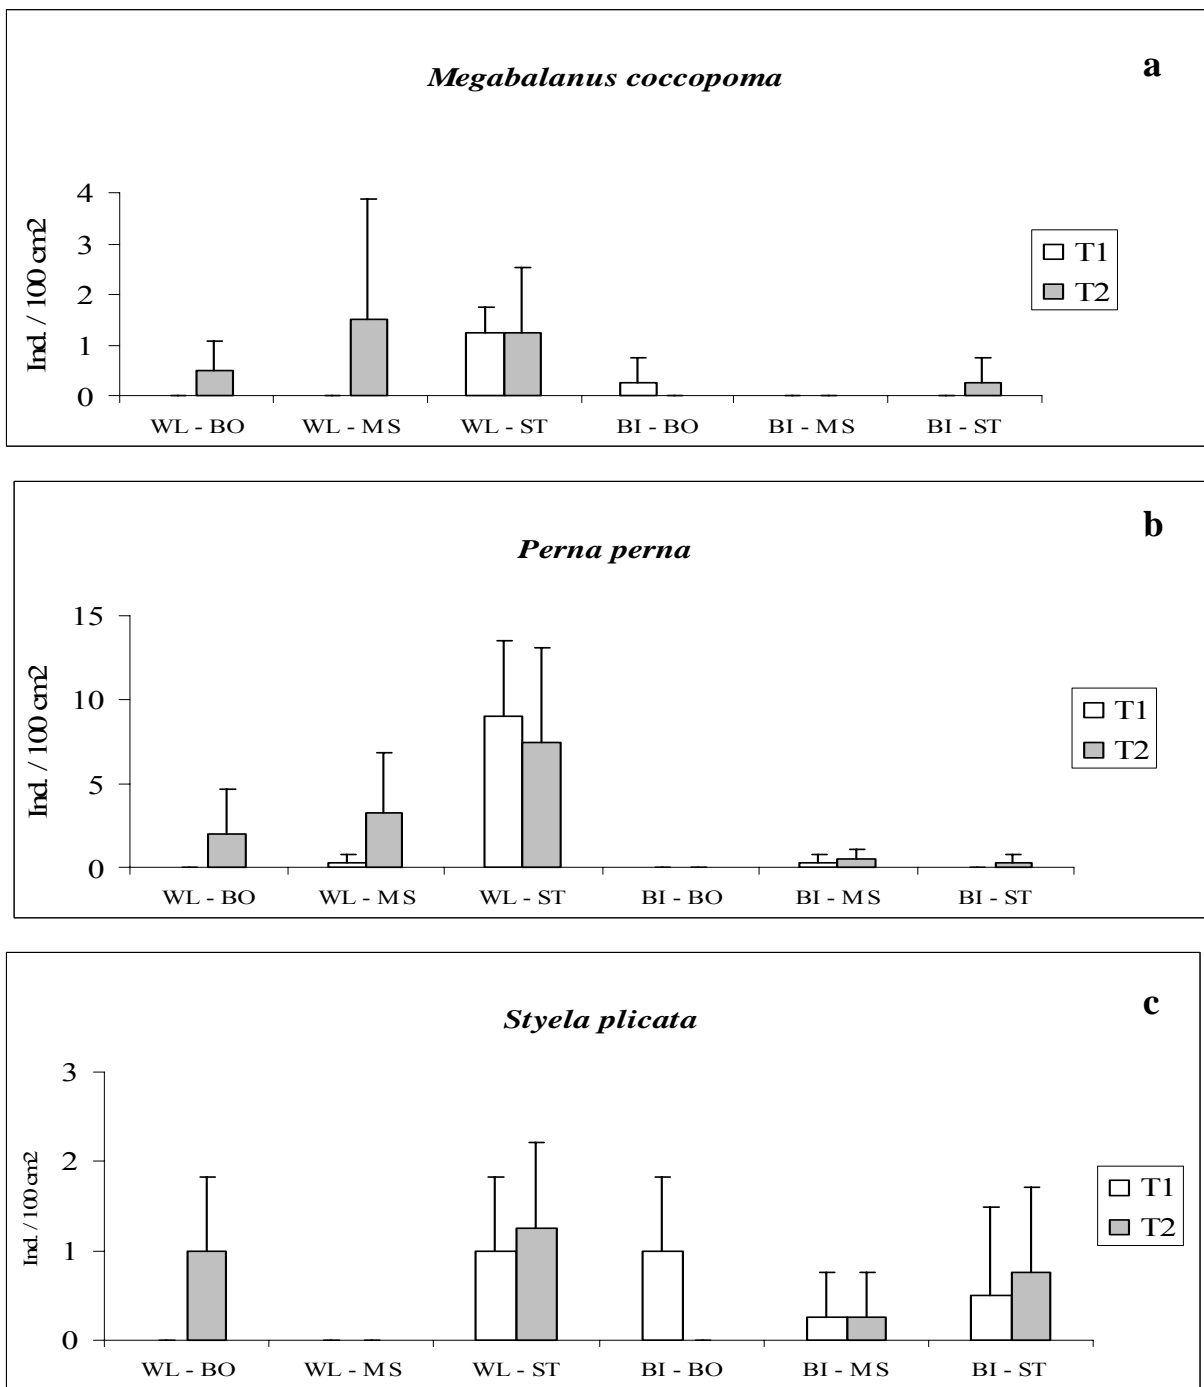 a
Megabalanus coccopoma
4
3
2
1
0
Ind. / 100 cm2
WL - BO WL - MS WL - ST BI - BO BI - MS BI - ST
T1
T2
b
Perna perna
15
10
5
0
Ind. / 100 cm2
WL - BO WL - MS WL - ST BI - BO BI - MS BI - ST
T1
T2
c
Styela plicata
3
2
1
0
Ind. / 100 cm2
WL - BO WL - MS WL - ST BI - BO BI - MS BI - ST
T1
T2